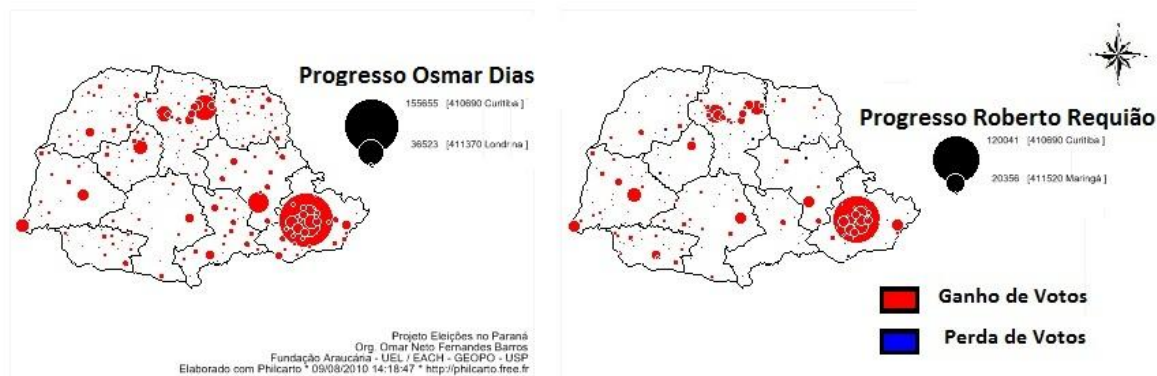 Progresso Osmar Dias
155655 [410690 Curitiba ]
36523 [411370 Londrina ]
Projeto Eleições no Paraná
Org. Omar Neto Fernandes Barros
Fundação Araucária - UEL / EACH - GEOPO - USP
Elaborado com Philcarto * 09/08/2010 14:18:47 * http://philcarto.free.fr
Progresso Roberto Requião
120041 [410690 Curitiba ]
20356 [411520 Maringá ]
Ganho de Votos
Perda de Votos